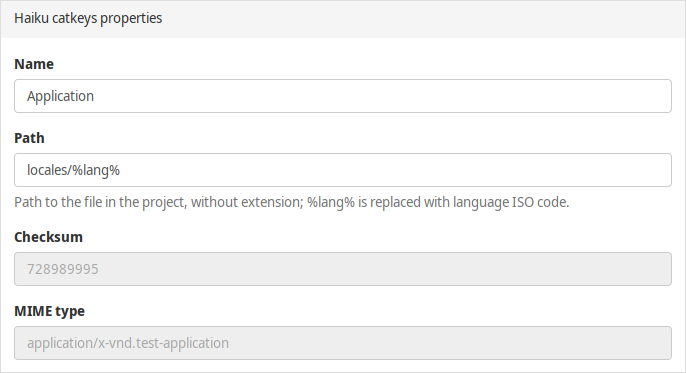 Haiku catkeys properties
Name
Application
Path
locales/%lang%
Path to the file in the project, without extension; %lang% is replaced with language ISO code.
Checksum
728989995
MIME type
application/x-vnd.test-application